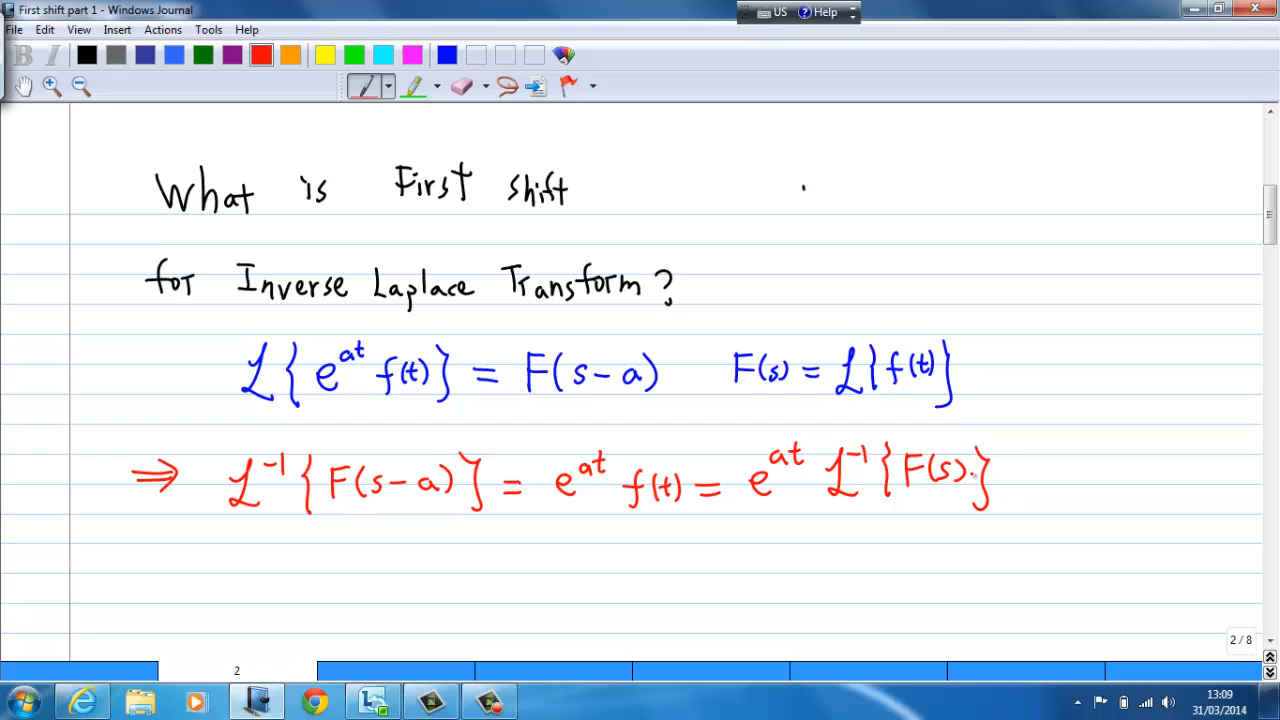 First shift part 1 - Windows Journal
US Help
File Edit View Insert Actions Tools Help
B I
What is First shift
for Inverse Laplace Transform?
ℒ{e^{at} f(t)} = F(s-a)   F(s) = ℒ{f(t)}
⇒ ℒ^{-1}{F(s-a)} = e^{at} f(t) = e^{at} ℒ^{-1}{F(s)}
2 / 8
2
13:09
31/03/2014